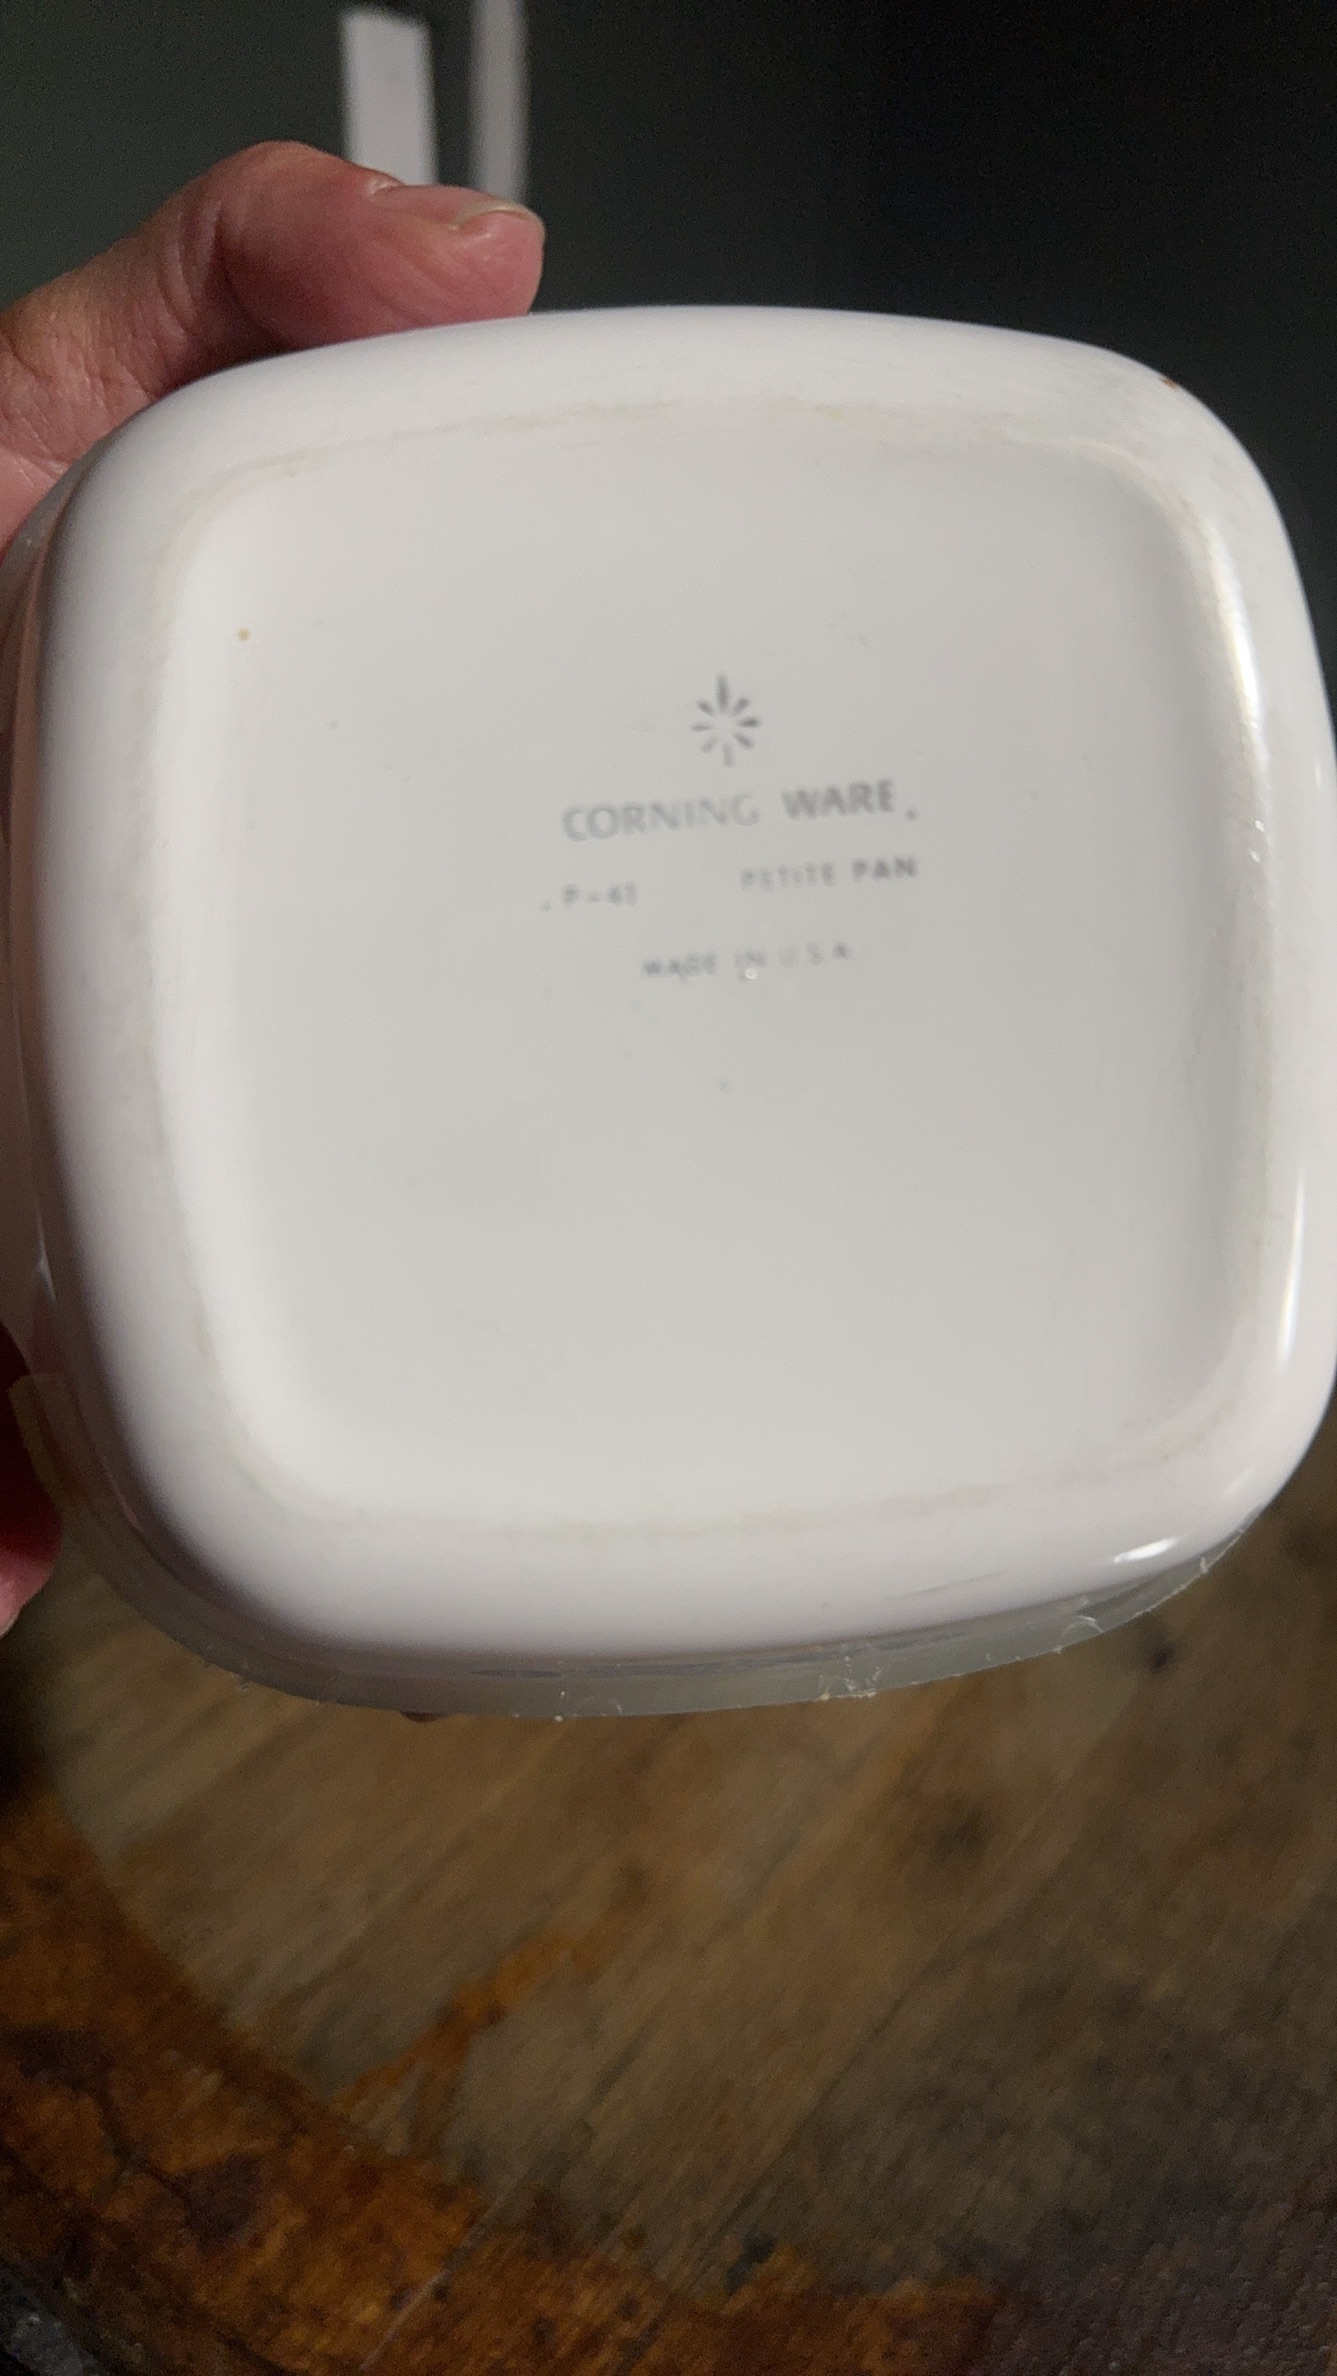 CORNING WARE®
P-41 PETITE PAN
MADE IN U.S.A.